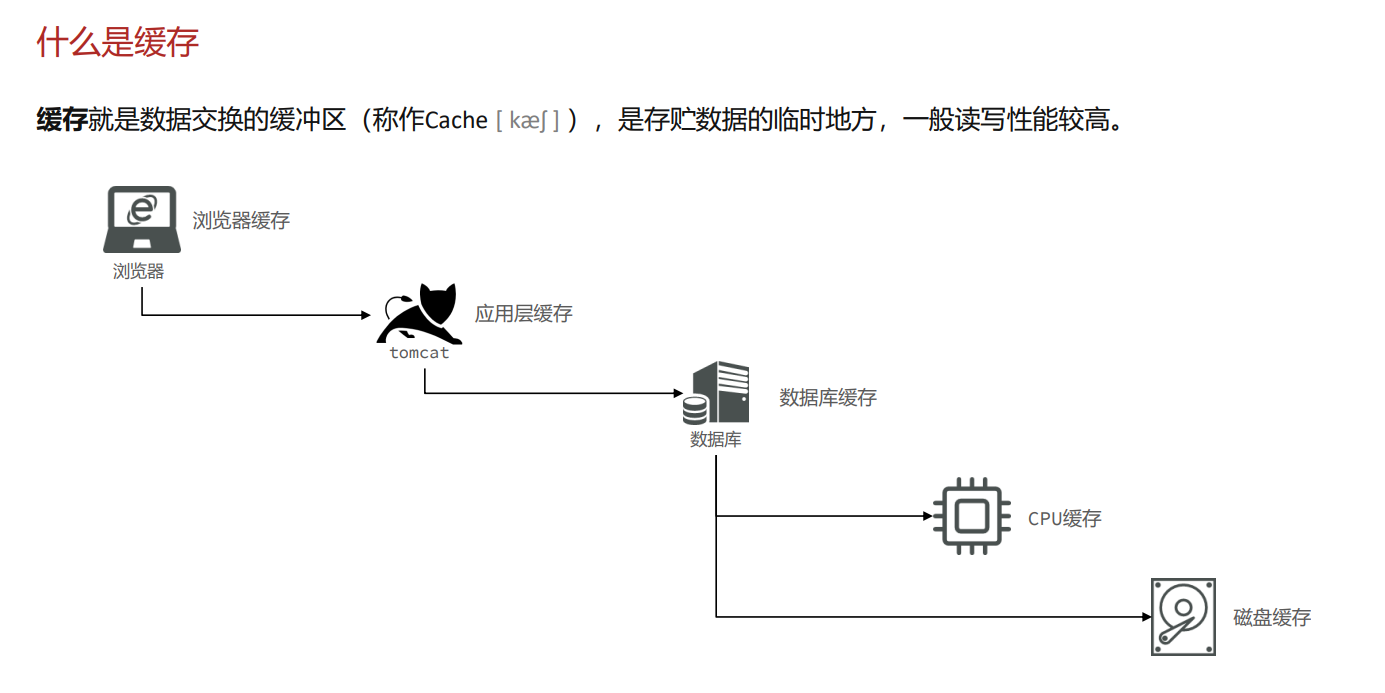 什么是缓存
缓存就是数据交换的缓冲区（称作Cache [ kæʃ ] ），是存贮数据的临时地方，一般读写性能较高。
浏览器缓存
浏览器
应用层缓存
tomcat
数据库缓存
数据库
CPU缓存
磁盘缓存